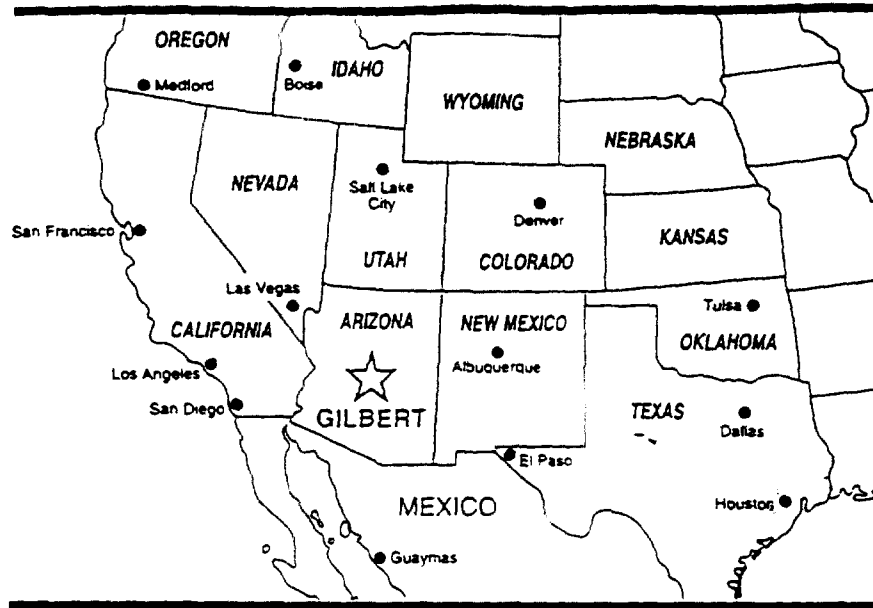 OREGON
Medford
Boise
IDAHO
WYOMING
NEBRASKA
NEVADA
Salt Lake
City
Denver
San Francisco
UTAH
COLORADO
KANSAS
Las Vegas
Tulsa
CALIFORNIA
ARIZONA
NEW MEXICO
OKLAHOMA
Los Angeles
Albuquerque
San Diego
GILBERT
TEXAS
Dallas
El Paso
MEXICO
Houston
Guaymas